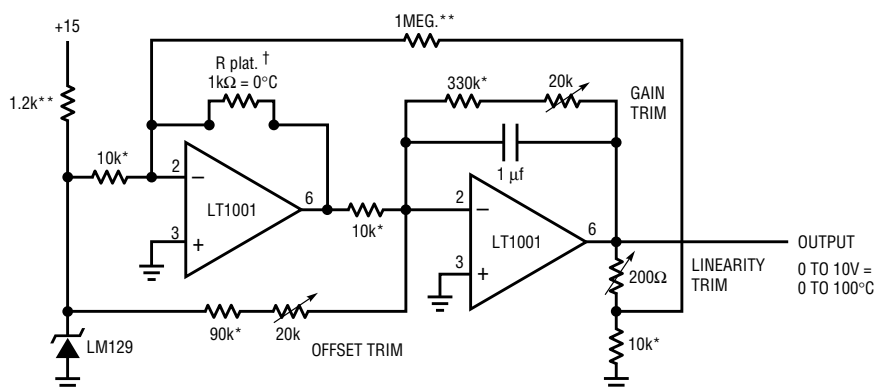 +15
1MEG.**
R plat. †
1kΩ = 0°C
330k*
20k
GAIN
TRIM
1.2k**
1 μf
10k*
2
–
LT1001
6
3
+
10k*
2
–
LT1001
6
3
+
OUTPUT
0 TO 10V =
0 TO 100°C
LINEARITY
TRIM
200Ω
90k*
20k
OFFSET TRIM
LM129
10k*